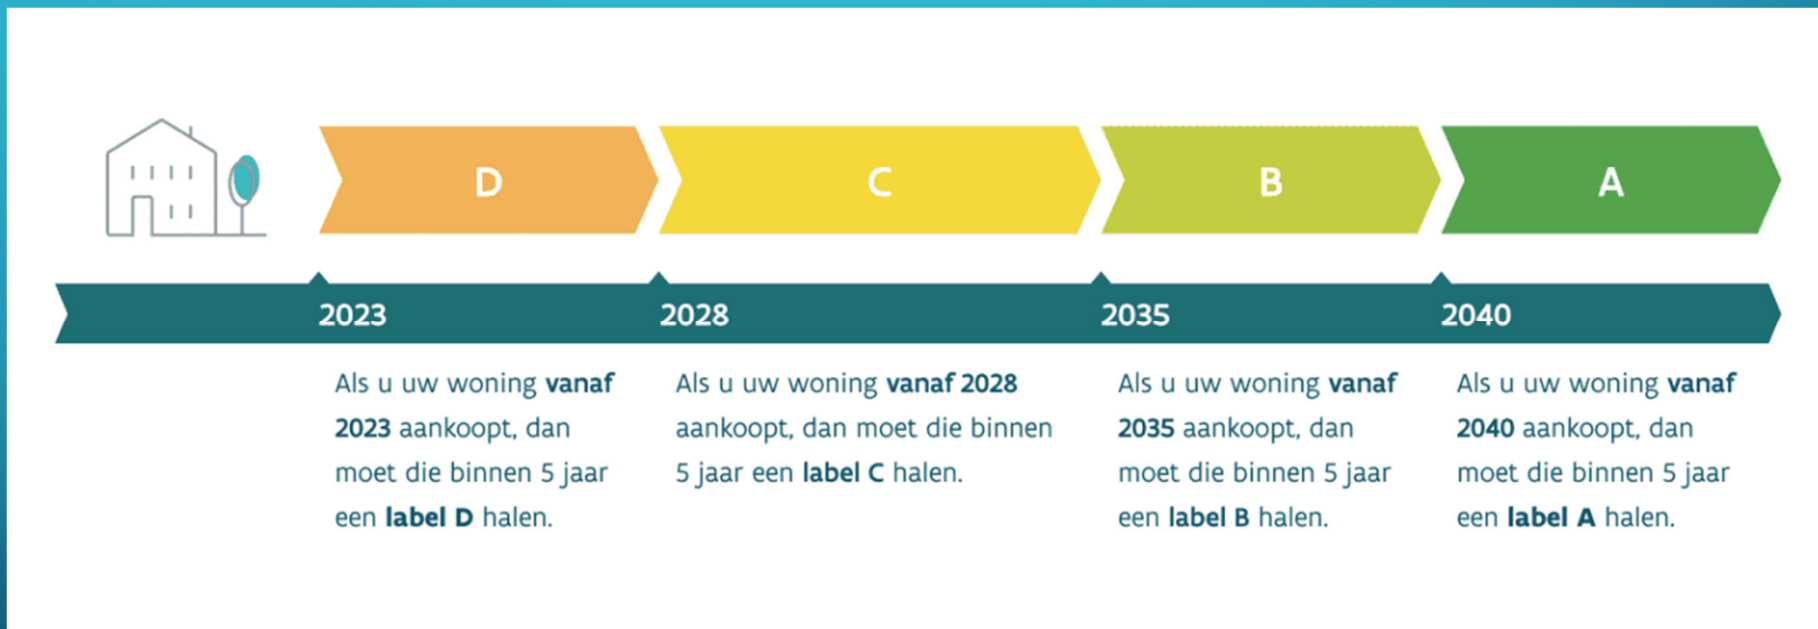 D
C
B
A
2023
2028
2035
2040
Als u uw woning vanaf
2023 aankoopt, dan
moet die binnen 5 jaar
een label D halen.
Als u uw woning vanaf 2028
aankoopt, dan moet die binnen
5 jaar een label C halen.
Als u uw woning vanaf
2035 aankoopt, dan
moet die binnen 5 jaar
een label B halen.
Als u uw woning vanaf
2040 aankoopt, dan
moet die binnen 5 jaar
een label A halen.